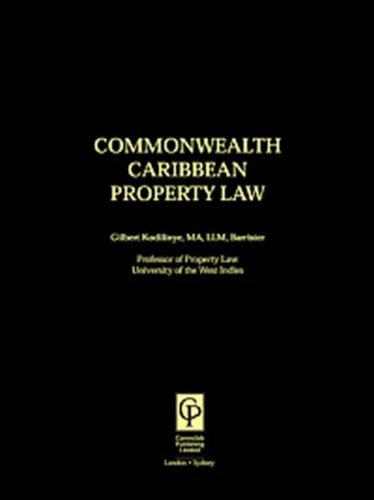 COMMONWEALTH
CARIBBEAN
PROPERTY LAW
Gilbert Kodilinye, MA, LLM, Barrister
Professor of Property Law
University of the West Indies
CP
Cavendish
Publishing
Limited
London • Sydney